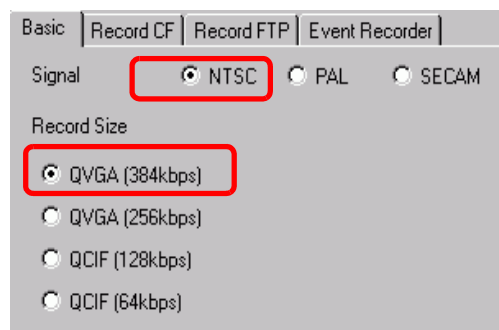 Basic Record CF Record FTP Event Recorder
Signal NTSC PAL SECAM
Record Size
QVGA (384kbps)
QVGA (256kbps)
QCIF (128kbps)
QCIF (64kbps)